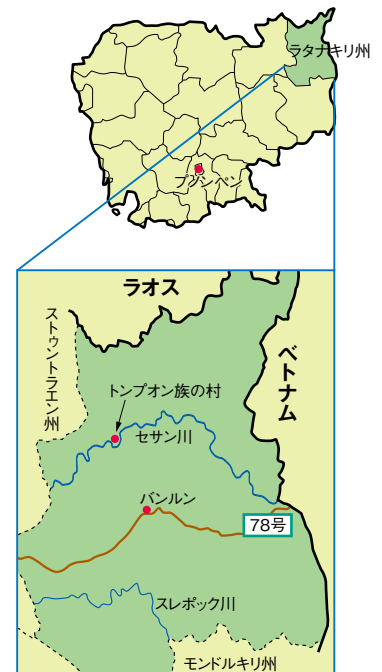 ラタナキリ州
プノンペン
ラオス
ストゥントラエン州
ベトナム
トンプオン族の村
セサン川
バンルン
78号
スレポック川
モンドルキリ州